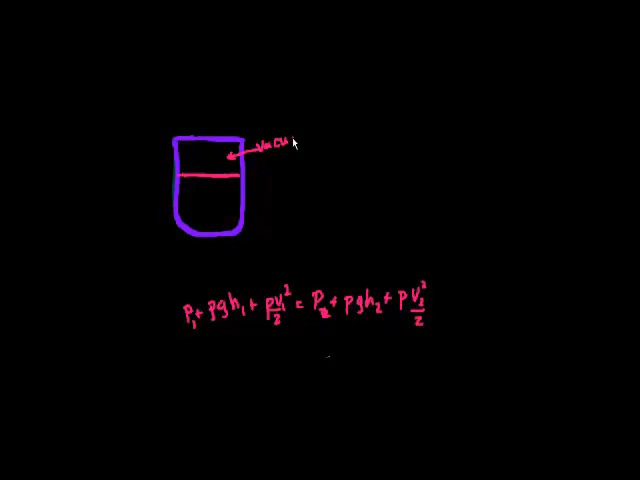 vacu
P₁ + ρgh₁ + ρv₁²/2 = P₂ + ρgh₂ + ρV₂²/2